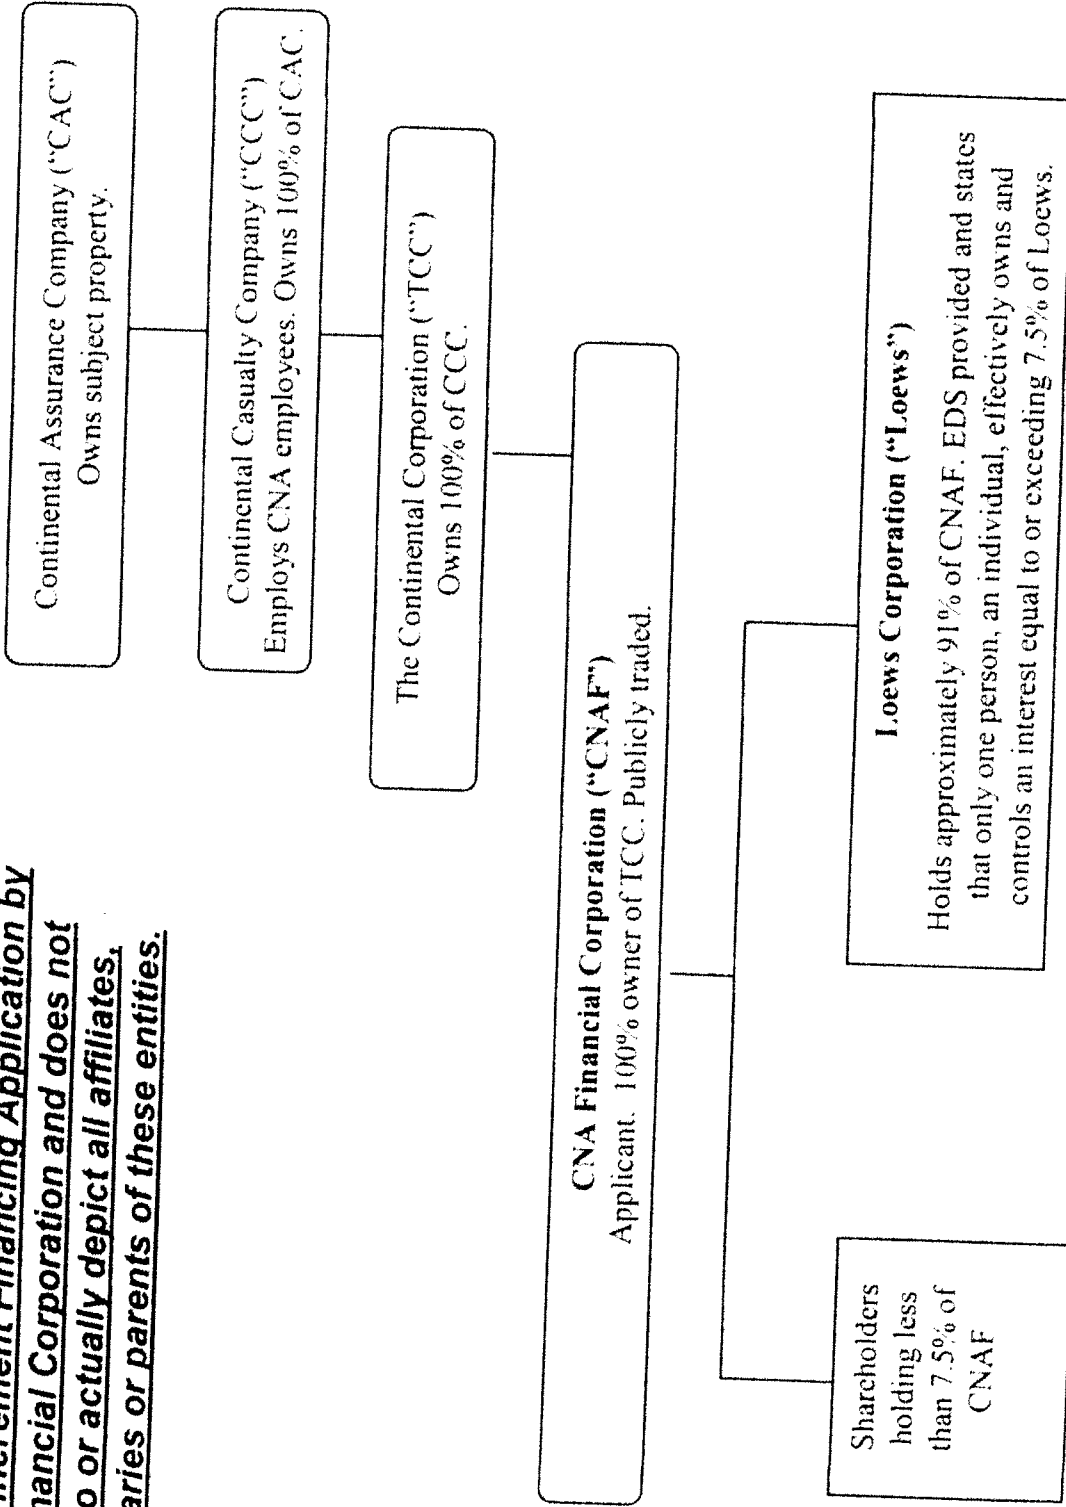 Increment Financing Application by
nancial Corporation and does not
o or actually depict all affiliates,
aries or parents of these entities.
Continental Assurance Company (“CAC”)
Owns subject property.
Continental Casualty Company (“CCC”)
Employs CNA employees. Owns 100% of CAC.
The Continental Corporation (“TCC”)
Owns 100% of CCC.
CNA Financial Corporation (“CNAF”)
Applicant. 100% owner of TCC. Publicly traded.
Shareholders
holding less
than 7.5% of
CNAF
Loews Corporation (“Loews”)
Holds approximately 91% of CNAF. EDS provided and states
that only one person, an individual, effectively owns and
controls an interest equal to or exceeding 7.5% of Loews.